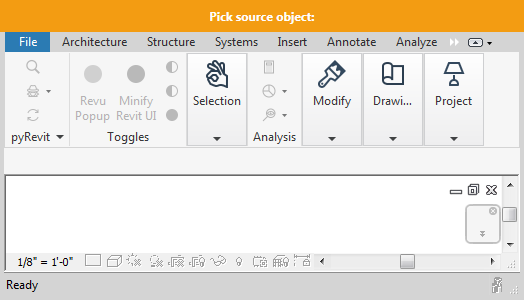 Pick source object:
File Architecture Structure Systems Insert Annotate Analyze
Revu Popup
Minify Revit UI
Selection
Modify
Drawi...
Project
pyRevit
Toggles
Analysis
1/8" = 1'-0"
Ready